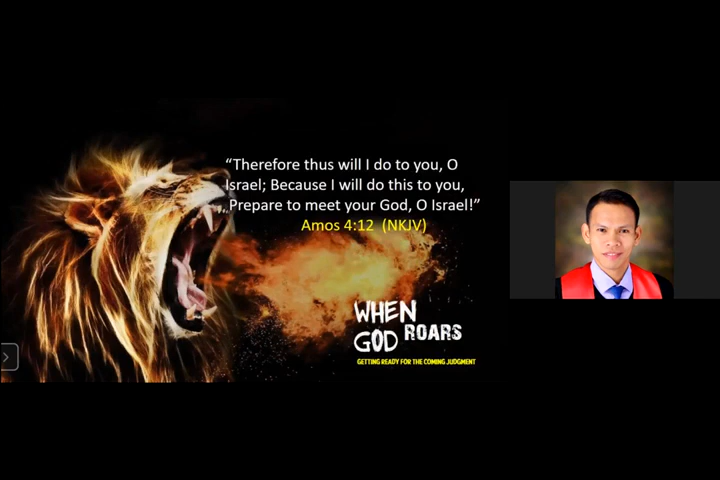 “Therefore thus will I do to you, O
Israel; Because I will do this to you,
Prepare to meet your God, O Israel!”
Amos 4:12 (NKJV)
WHEN
GOD ROARS
GETTING READY FOR THE COMING JUDGMENT